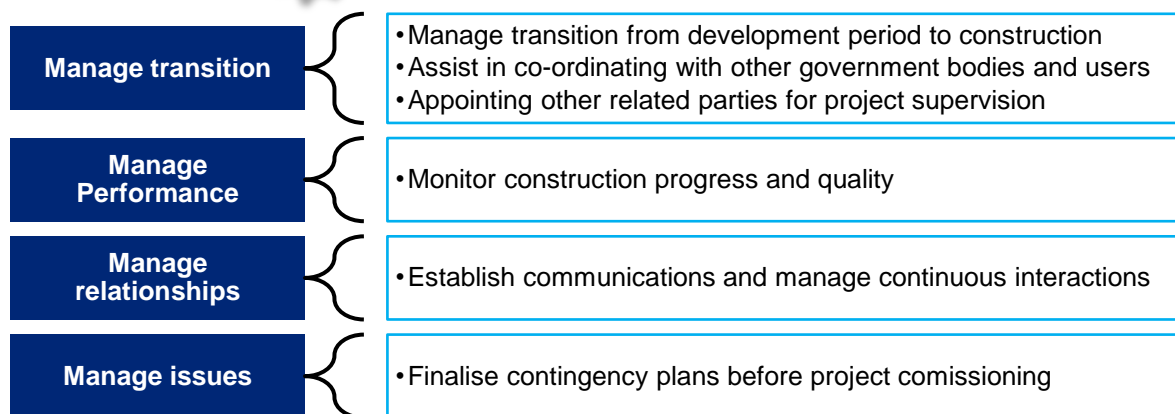 Manage transition
•Manage transition from development period to construction
•Assist in co-ordinating with other government bodies and users
•Appointing other related parties for project supervision
Manage
Performance
•Monitor construction progress and quality
Manage
relationships
•Establish communications and manage continuous interactions
Manage issues
•Finalise contingency plans before project comissioning